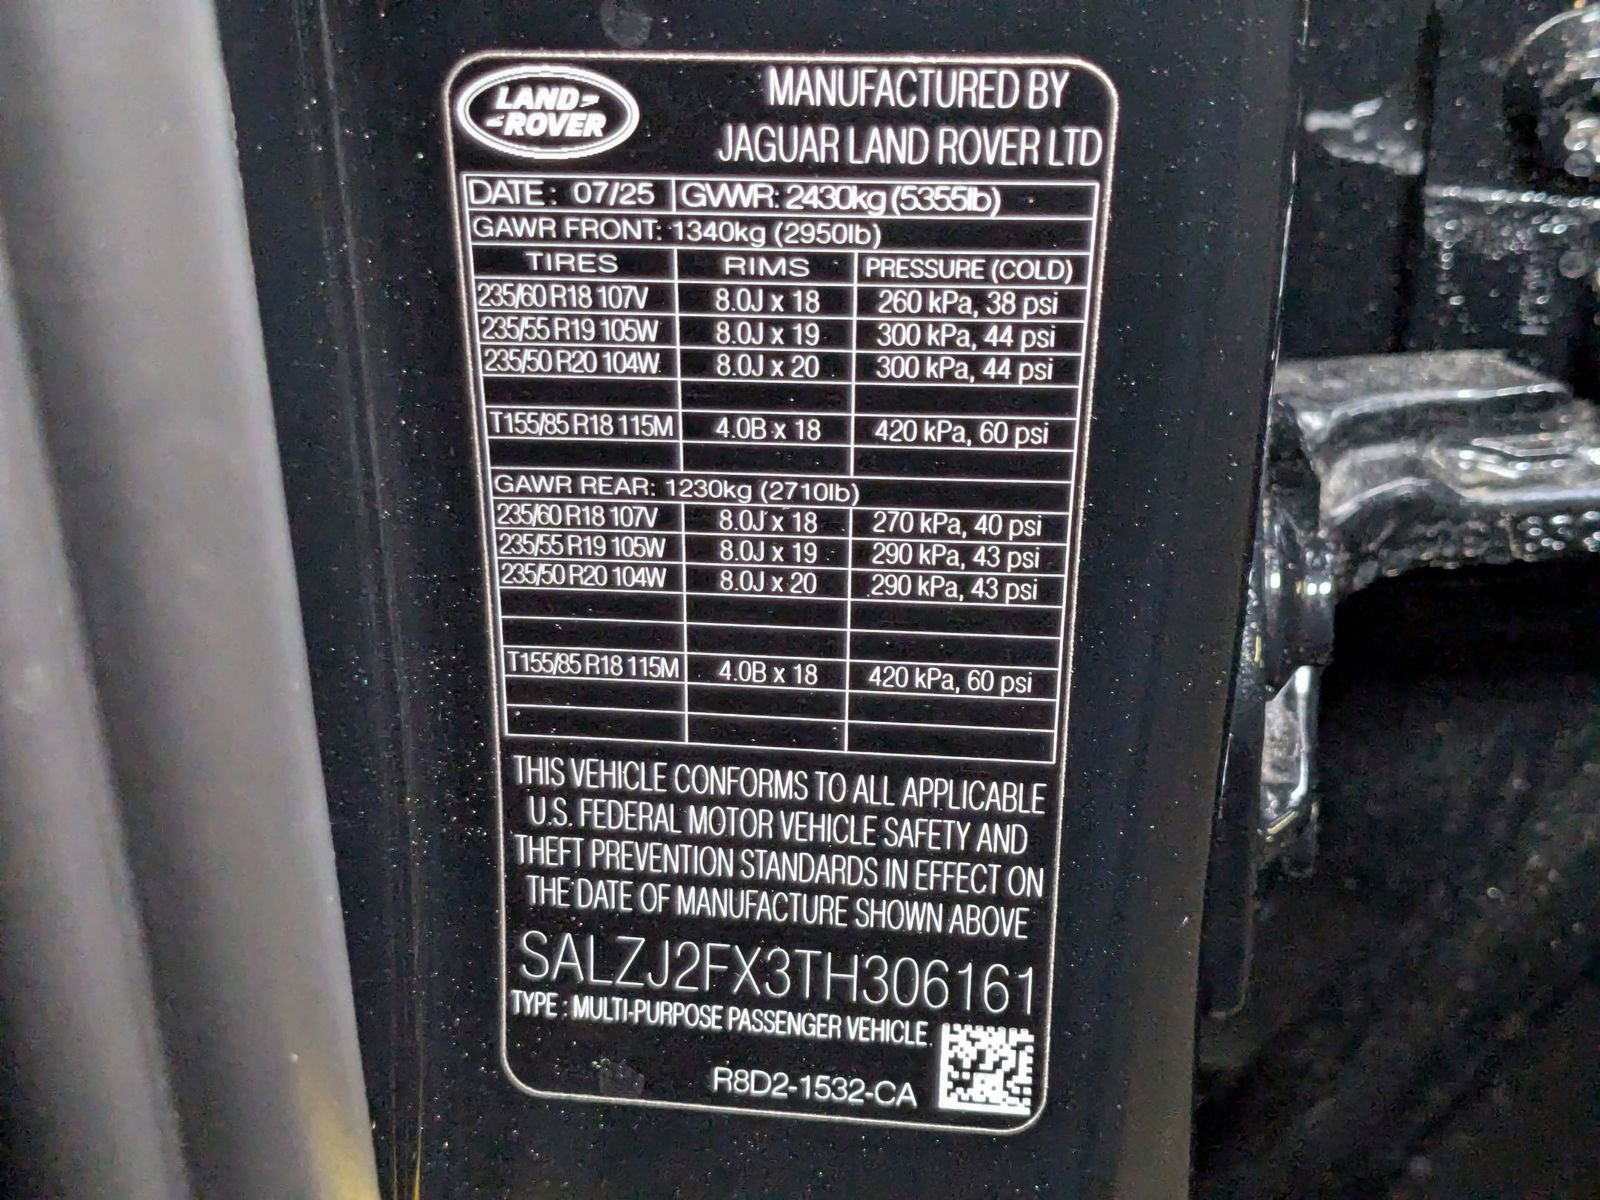 LAND
ROVER
MANUFACTURED BY
JAGUAR LAND ROVER LTD
DATE: 07/25 GVWR: 2430kg (5355lb)
GAWR FRONT: 1340kg (2950lb)
TIRES RIMS PRESSURE (COLD)
235/60 R18 107V 8.0J x 18 260 kPa, 38 psi
235/55 R19 105W 8.0J x 19 300 kPa, 44 psi
235/50 R20 104W 8.0J x 20 300 kPa, 44 psi
T155/85 R18 115M 4.0B x 18 420 kPa, 60 psi
GAWR REAR: 1230kg (2710lb)
235/60 R18 107V 8.0J x 18 270 kPa, 40 psi
235/55 R19 105W 8.0J x 19 290 kPa, 43 psi
235/50 R20 104W 8.0J x 20 290 kPa, 43 psi
T155/85 R18 115M 4.0B x 18 420 kPa, 60 psi
THIS VEHICLE CONFORMS TO ALL APPLICABLE
U.S. FEDERAL MOTOR VEHICLE SAFETY AND
THEFT PREVENTION STANDARDS IN EFFECT ON
THE DATE OF MANUFACTURE SHOWN ABOVE
SALZJ2FX3TH306161
TYPE : MULTI-PURPOSE PASSENGER VEHICLE.
R8D2-1532-CA